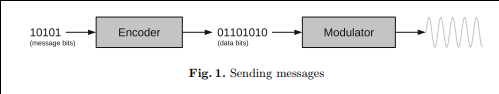 10101 Encoder 01101010 Modulator
(message bits) (data bits)
Fig. 1. Sending messages